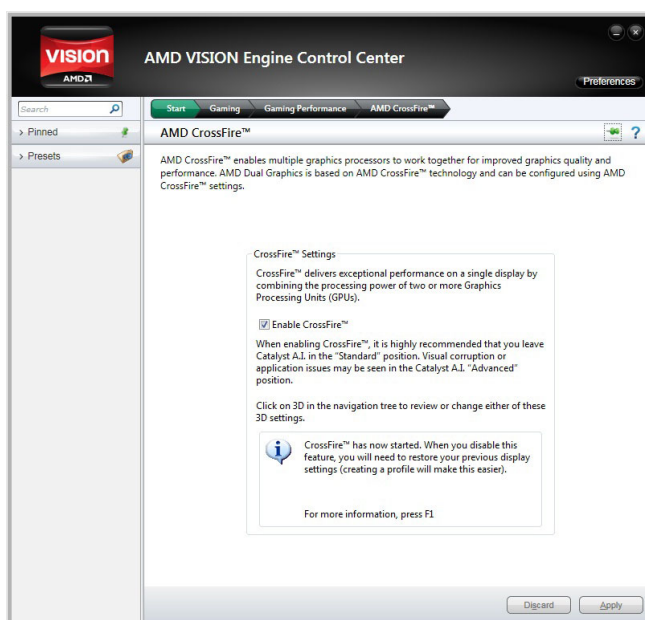 VISION
AMD
AMD VISION Engine Control Center
Preferences
Search
Start Gaming Gaming Performance AMD CrossFire™
> Pinned
AMD CrossFire™
?
> Presets
AMD CrossFire™ enables multiple graphics processors to work together for improved graphics quality and
performance. AMD Dual Graphics is based on AMD CrossFire™ technology and can be configured using AMD
CrossFire™ settings.
CrossFire™ Settings
CrossFire™ delivers exceptional performance on a single display by
combining the processing power of two or more Graphics
Processing Units (GPUs).
Enable CrossFire™
When enabling CrossFire™, it is highly recommended that you leave
Catalyst A.I. in the "Standard" position. Visual corruption or
application issues may be seen in the Catalyst A.I. "Advanced"
position.
Click on 3D in the navigation tree to review or change either of these
3D settings.
CrossFire™ has now started. When you disable this
feature, you will need to restore your previous display
settings (creating a profile will make this easier).
For more information, press F1
Discard Apply